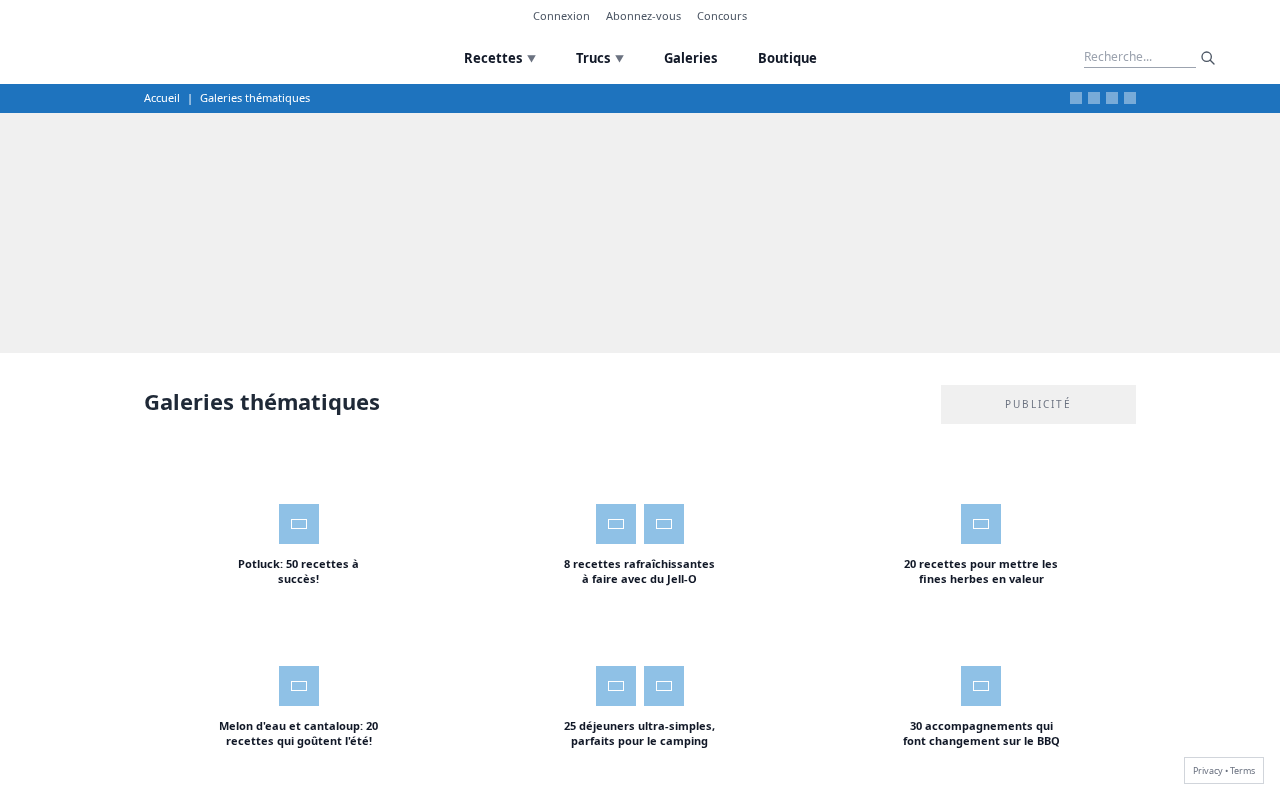 Connexion Abonnez-vous Concours
Recettes ▼ Trucs ▼ Galeries Boutique Recherche...
Accueil | Galeries thématiques
Galeries thématiques
PUBLICITÉ
Potluck: 50 recettes à
succès!
8 recettes rafraîchissantes
à faire avec du Jell-O
20 recettes pour mettre les
fines herbes en valeur
Melon d'eau et cantaloup: 20
recettes qui goûtent l'été!
25 déjeuners ultra-simples,
parfaits pour le camping
30 accompagnements qui
font changement sur le BBQ
Privacy • Terms